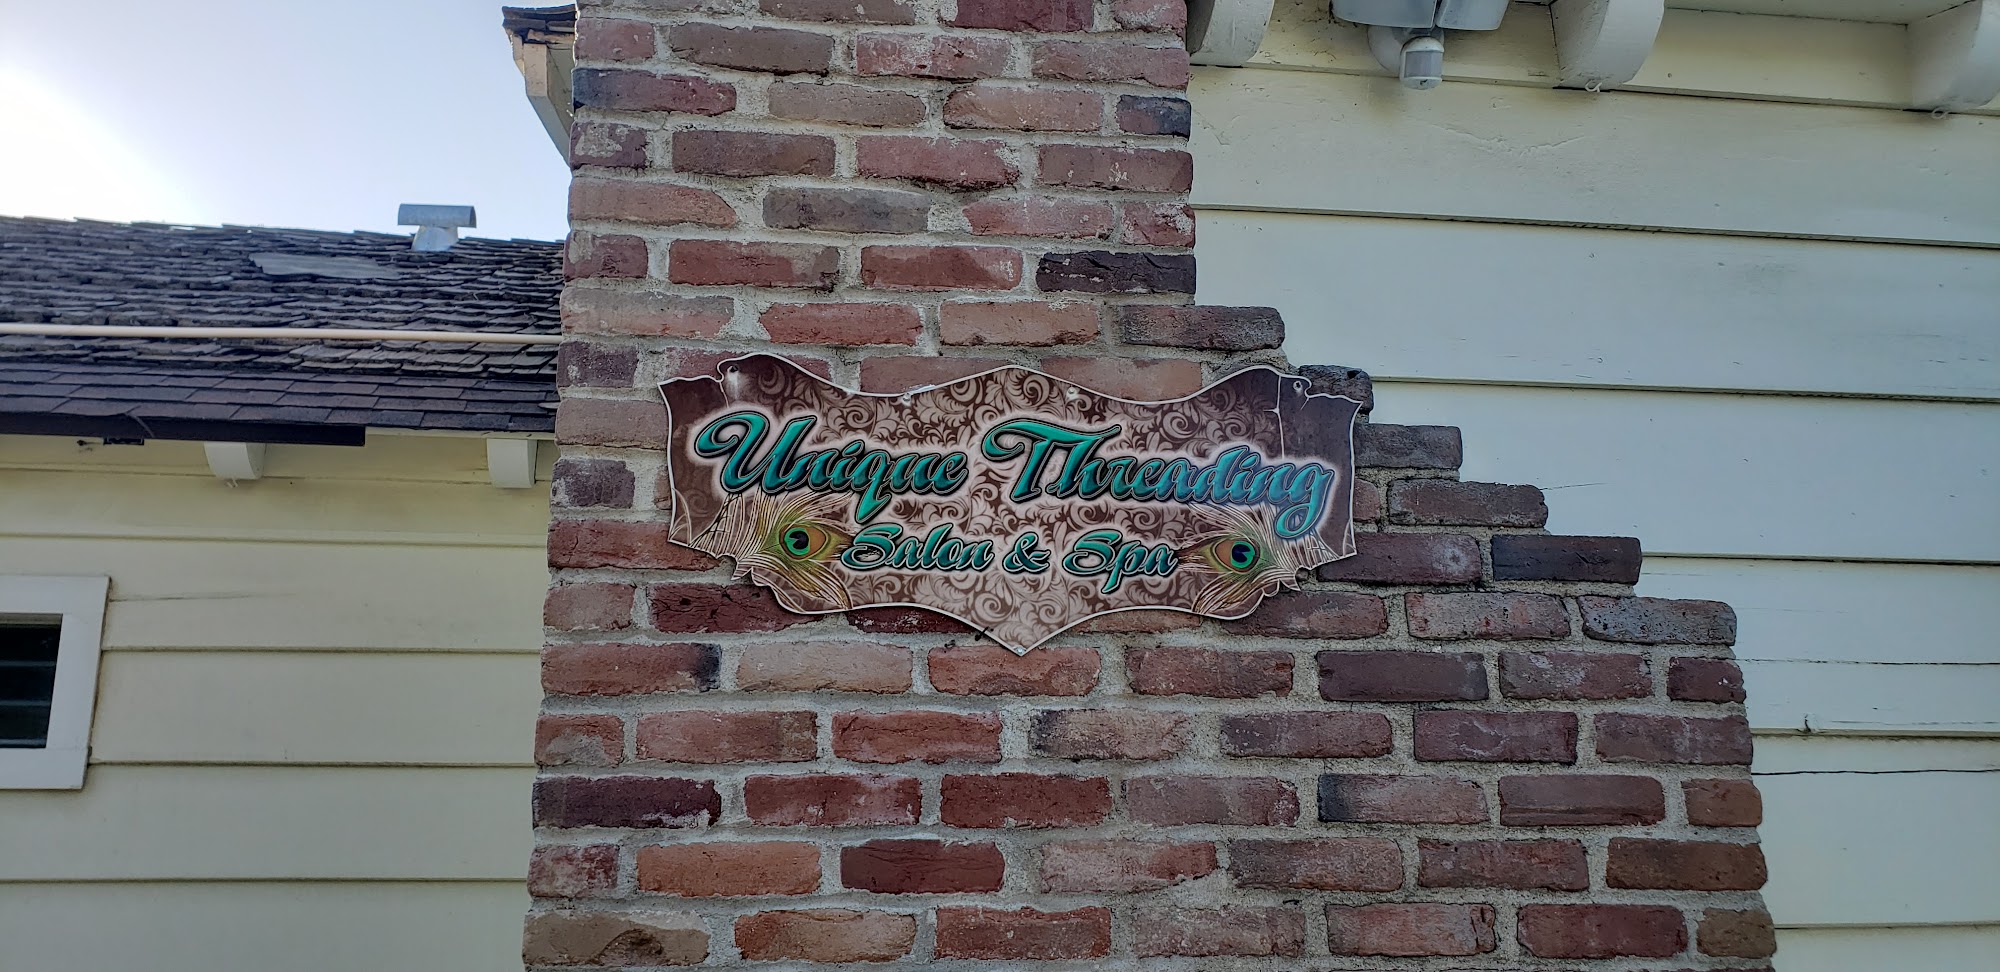 Unique Threading
Salon & Spa